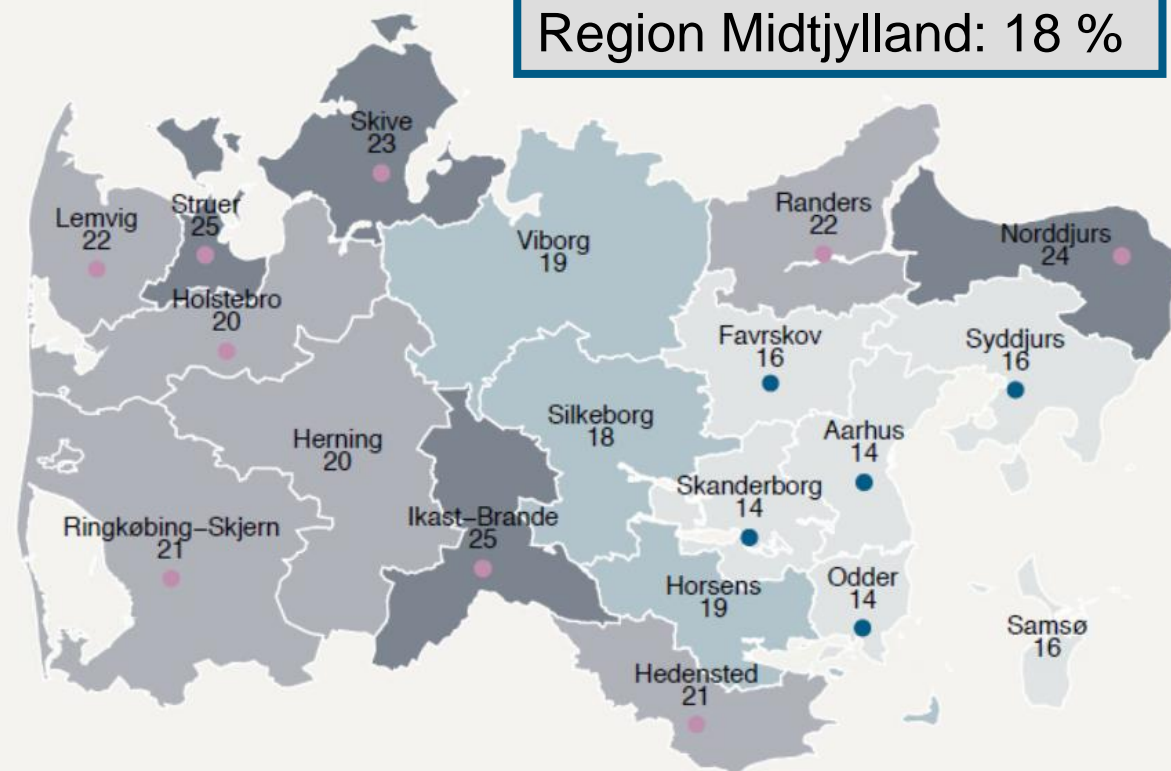 Region Midtjylland: 18 %
Skive
23
Lemvig
22
Struer
25
Holstebro
20
Viborg
19
Randers
22
Norddjurs
24
Favrskov
16
Syddjurs
16
Herning
20
Silkeborg
18
Aarhus
14
Skanderborg
14
Ringkøbing–Skjern
21
Ikast–Brande
25
Horsens
19
Odder
14
Samsø
16
Hedensted
21